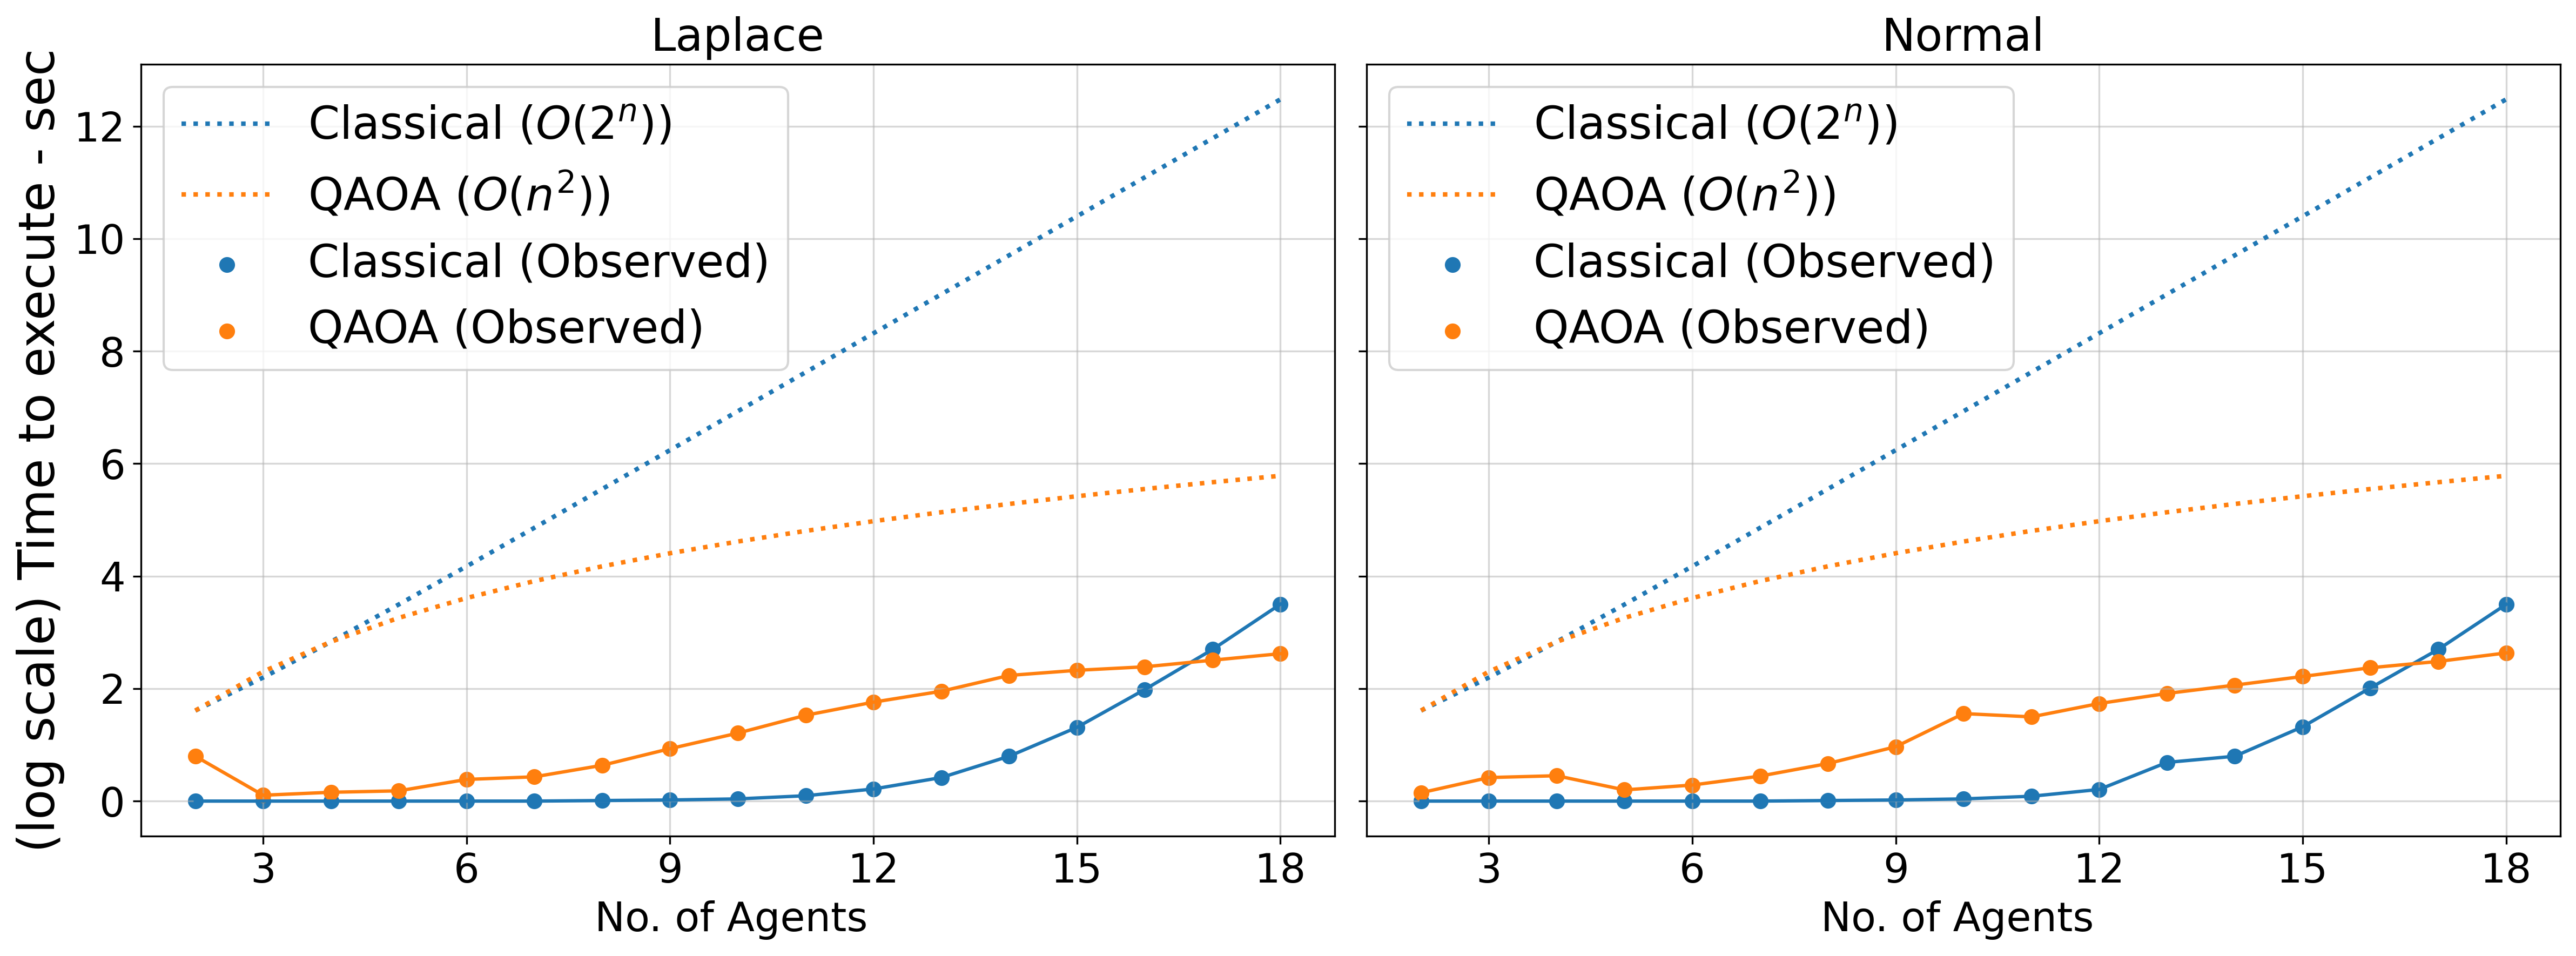 Laplace
(log scale) Time to execute - sec
12
10
8
6
4
2
0
Classical (O(2ⁿ))
QAOA (O(n²))
Classical (Observed)
QAOA (Observed)
3 6 9 12 15 18
No. of Agents
Normal
Classical (O(2ⁿ))
QAOA (O(n²))
Classical (Observed)
QAOA (Observed)
3 6 9 12 15 18
No. of Agents